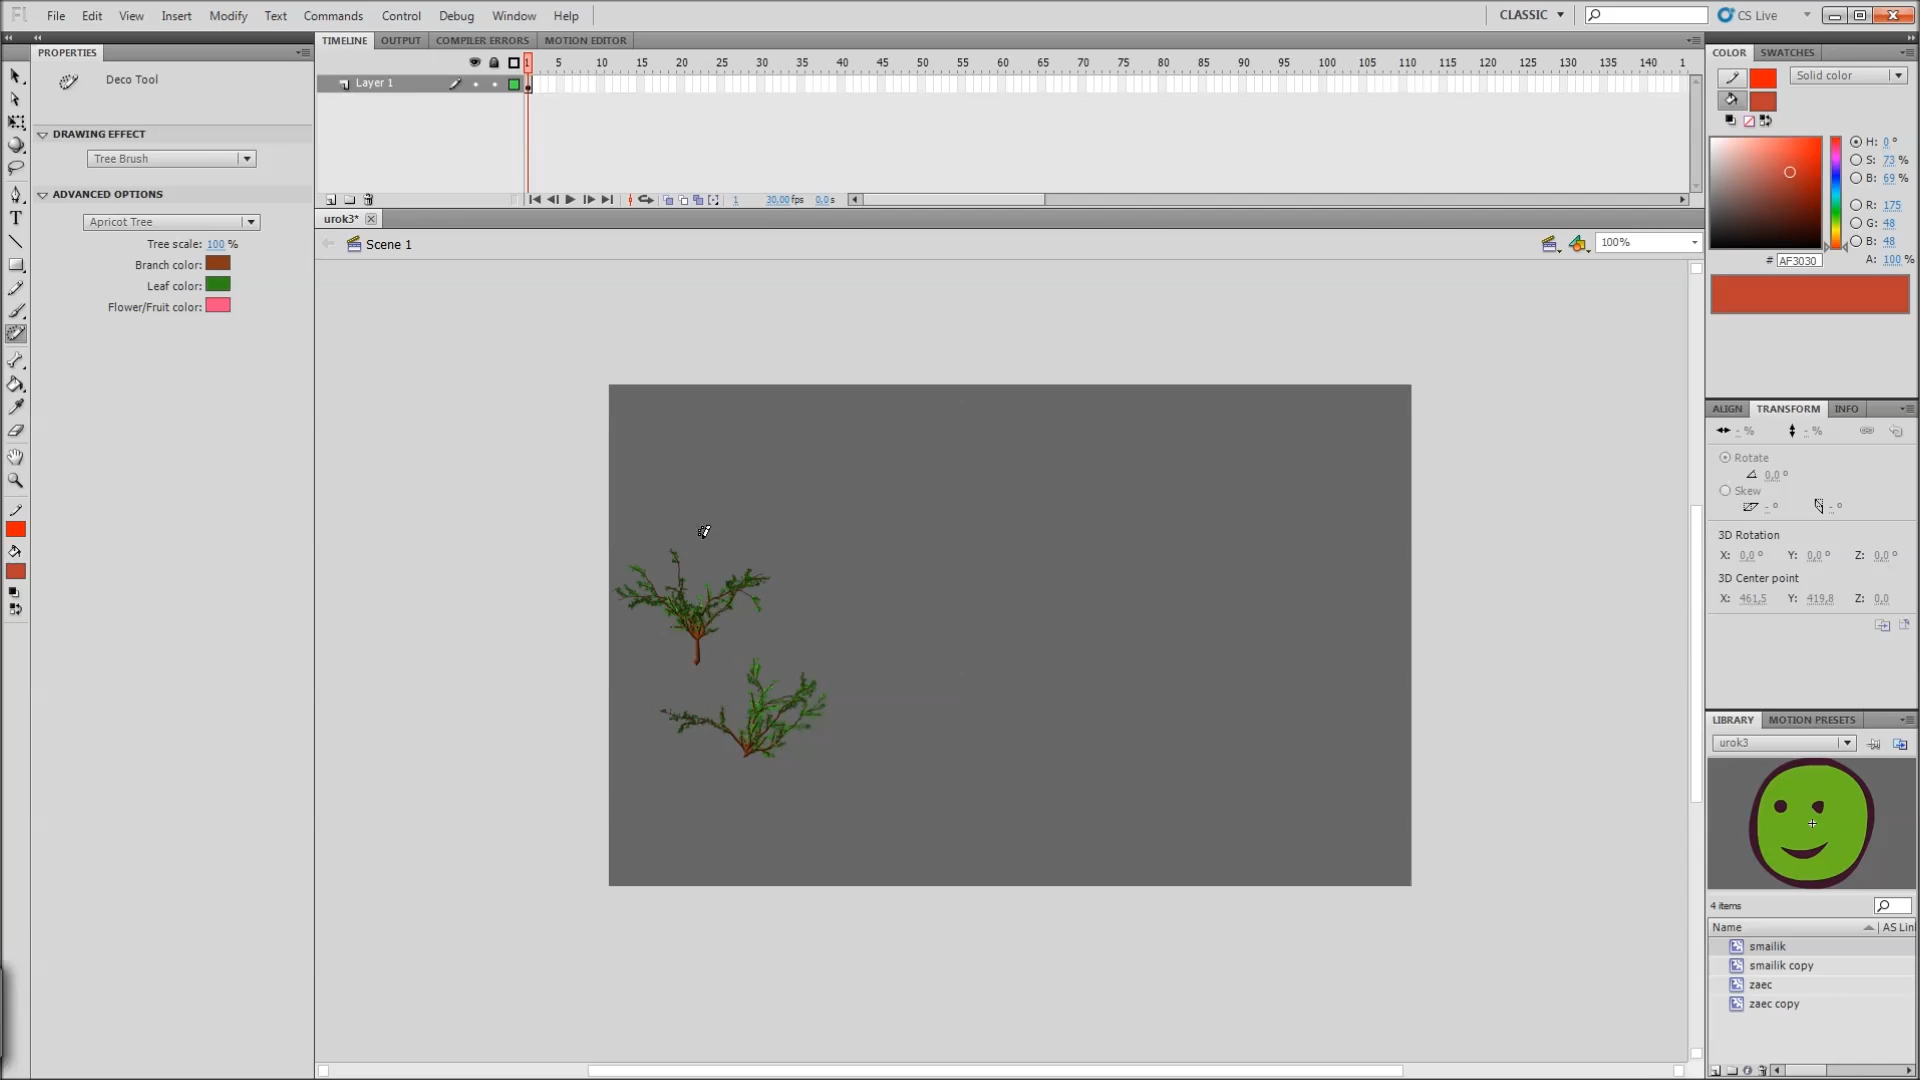 Fl File Edit View Insert Modify Text Commands Control Debug Window Help CLASSIC CS Live
PROPERTIES
Deco Tool
DRAWING EFFECT
Tree Brush
ADVANCED OPTIONS
Apricot Tree
Tree scale: 100 %
Branch color:
Leaf color:
Flower/Fruit color:
TIMELINE OUTPUT COMPILER ERRORS MOTION EDITOR
1 5 10 15 20 25 30 35 40 45 50 55 60 65 70 75 80 85 90 95 100 105 110 115 120 125 130 135 140 1
Layer 1
1 30,00 fps 0,0 s
urok3*
Scene 1
100%
COLOR SWATCHES
Solid color
H: 0 °
S: 73 %
B: 69 %
R: 175
G: 48
B: 48
# AF3030 A: 100 %
ALIGN TRANSFORM INFO
- % - %
Rotate
0,0 °
Skew
- ° - °
3D Rotation
X: 0,0 ° Y: 0,0 ° Z: 0,0 °
3D Center point
X: 461,5 Y: 419,8 Z: 0,0
LIBRARY MOTION PRESETS
urok3
4 items
Name AS Lin
smailik
smailik copy
zaec
zaec copy
T